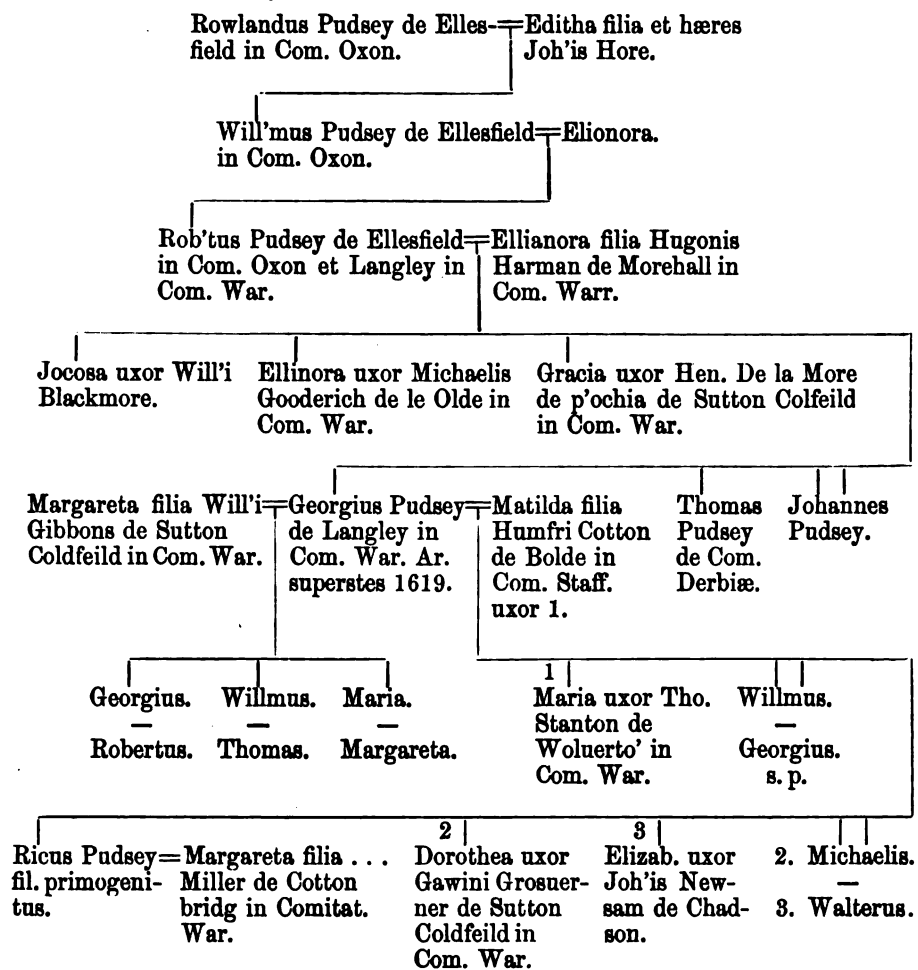 Rowlandus Pudsey de Elles-
field in Com. Oxon.
Editha filia et hæres
Joh'is Hore.
Will'mus Pudsey de Ellesfield
in Com. Oxon.
Elionora.
Rob'tus Pudsey de Ellesfield
in Com. Oxon et Langley in
Com. War.
Ellianora filia Hugonis
Harman de Morehall in
Com. Warr.
Jocosa uxor Will'i
Blackmore.
Ellinora uxor Michaelis
Gooderich de le Olde in
Com. War.
Gracia uxor Hen. De la More
de p'ochia de Sutton Colfeild
in Com. War.
Margareta filia Will'i
Gibbons de Sutton
Coldfeild in Com. War.
Georgius Pudsey
de Langley in
Com. War. Ar.
superstes 1619.
Matilda filia
Humfri Cotton
de Bolde in
Com. Staff.
uxor 1.
Thomas
Pudsey
de Com.
Derbiæ.
Johannes
Pudsey.
Georgius.
—
Robertus.
Willmus.
—
Thomas.
Maria.
—
Margareta.
1
Maria uxor Tho.
Stanton de
Woluerto' in
Com. War.
Willmus.
—
Georgius.
s. p.
Ricus Pudsey
fil. primogeni-
tus.
Margareta filia . . .
Miller de Cotton
bridg in Comitat.
War.
2
Dorothea uxor
Gawini Grosuer-
ner de Sutton
Coldfeild in
Com. War.
3
Elizab. uxor
Joh'is New-
sam de Chad-
son.
2. Michaelis.
—
3. Walterus.